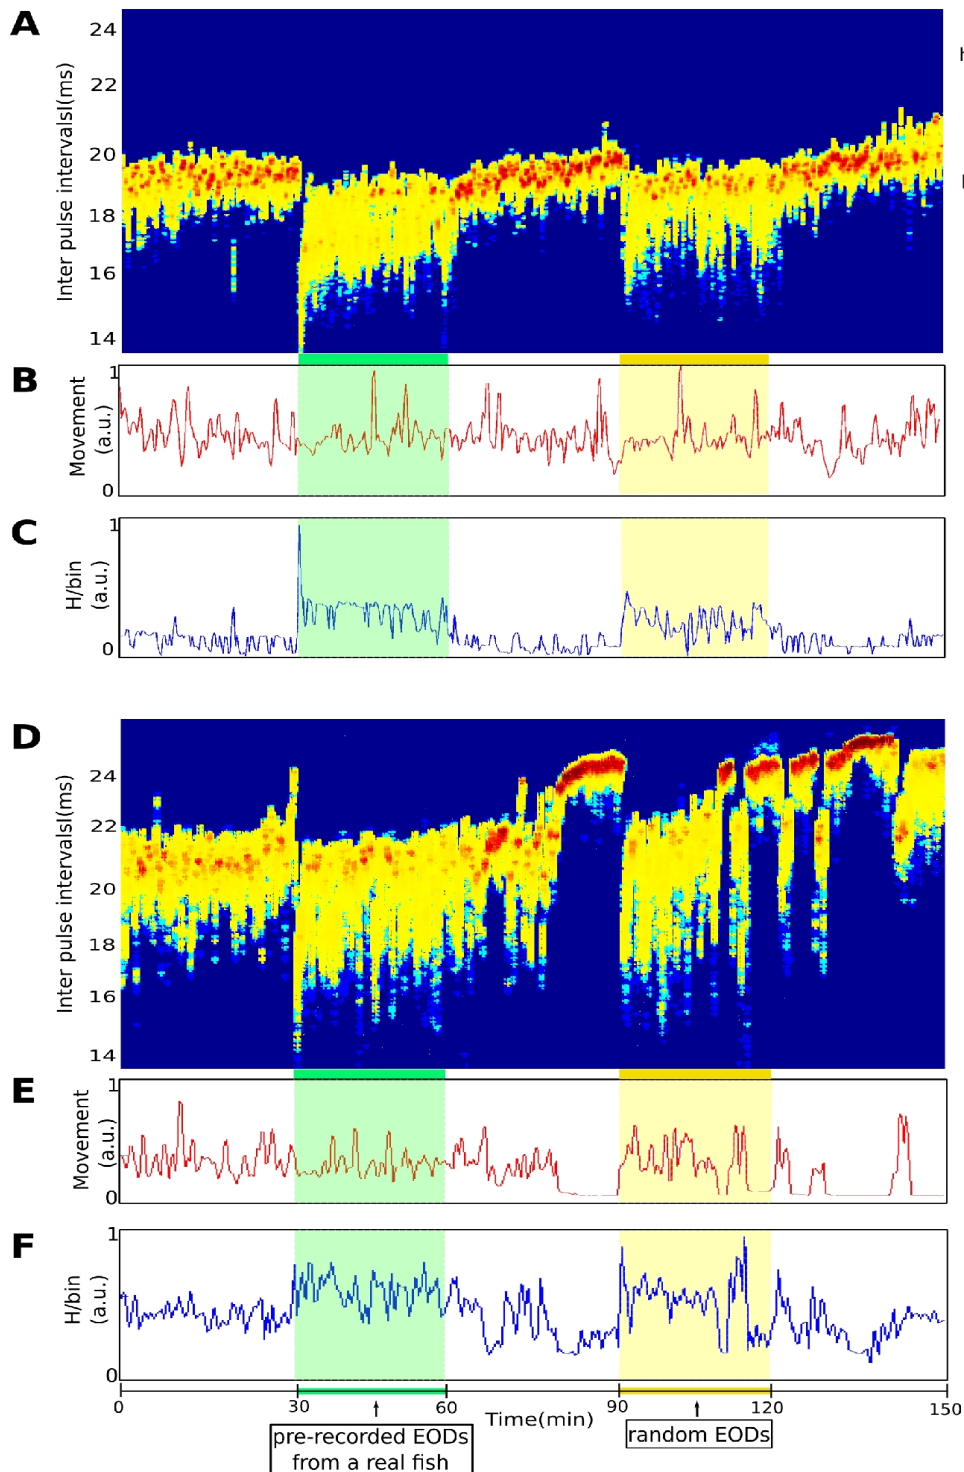 A
24
22
20
18
16
14
Inter pulse intervalsI(ms)
h
B
1
0
Movement
(a.u.)
C
1
0
H/bin
(a.u.)
D
24
22
20
18
16
14
Inter pulse intervalsI(ms)
E
1
0
Movement
(a.u.)
F
1
0
H/bin
(a.u.)
0
30
60
90
120
150
Time(min)
pre-recorded EODs
from a real fish
random EODs